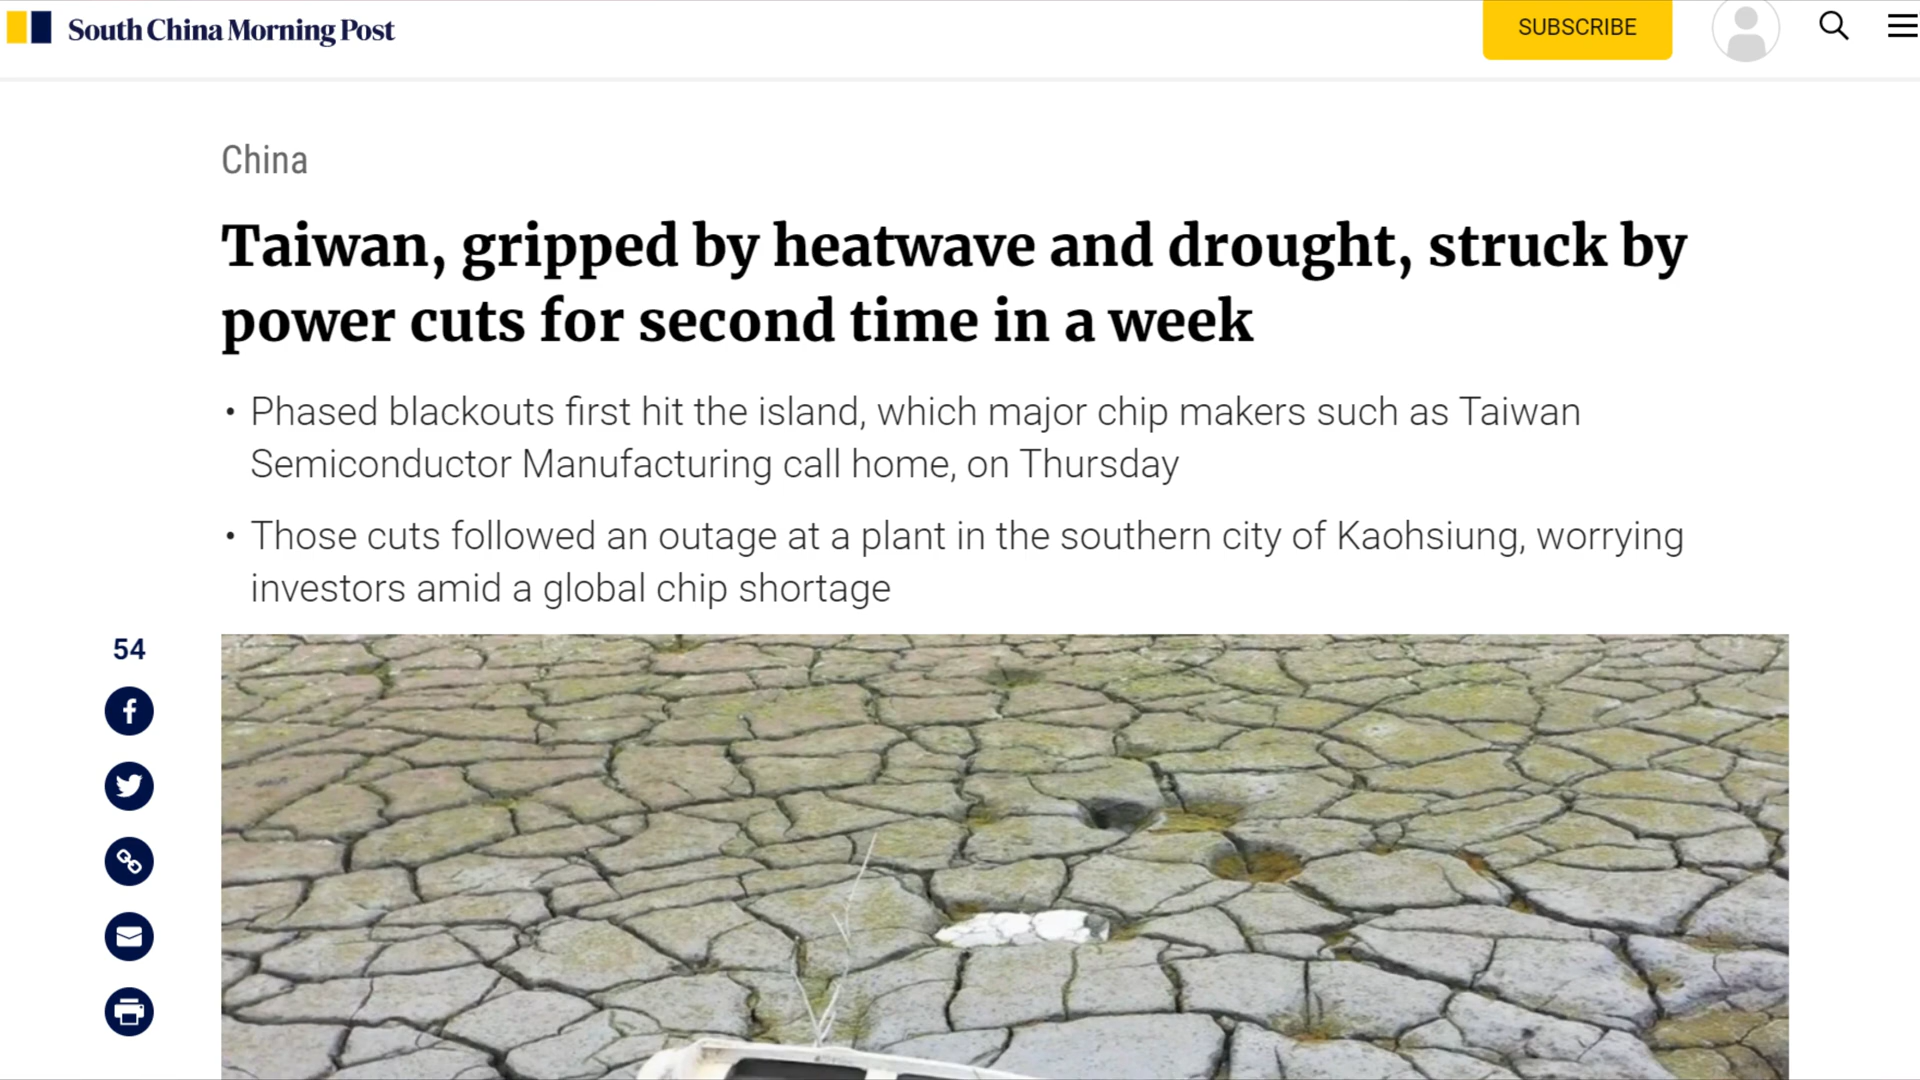 South China Morning Post
SUBSCRIBE
China
Taiwan, gripped by heatwave and drought, struck by
power cuts for second time in a week
• Phased blackouts first hit the island, which major chip makers such as Taiwan
Semiconductor Manufacturing call home, on Thursday
• Those cuts followed an outage at a plant in the southern city of Kaohsiung, worrying
investors amid a global chip shortage
54